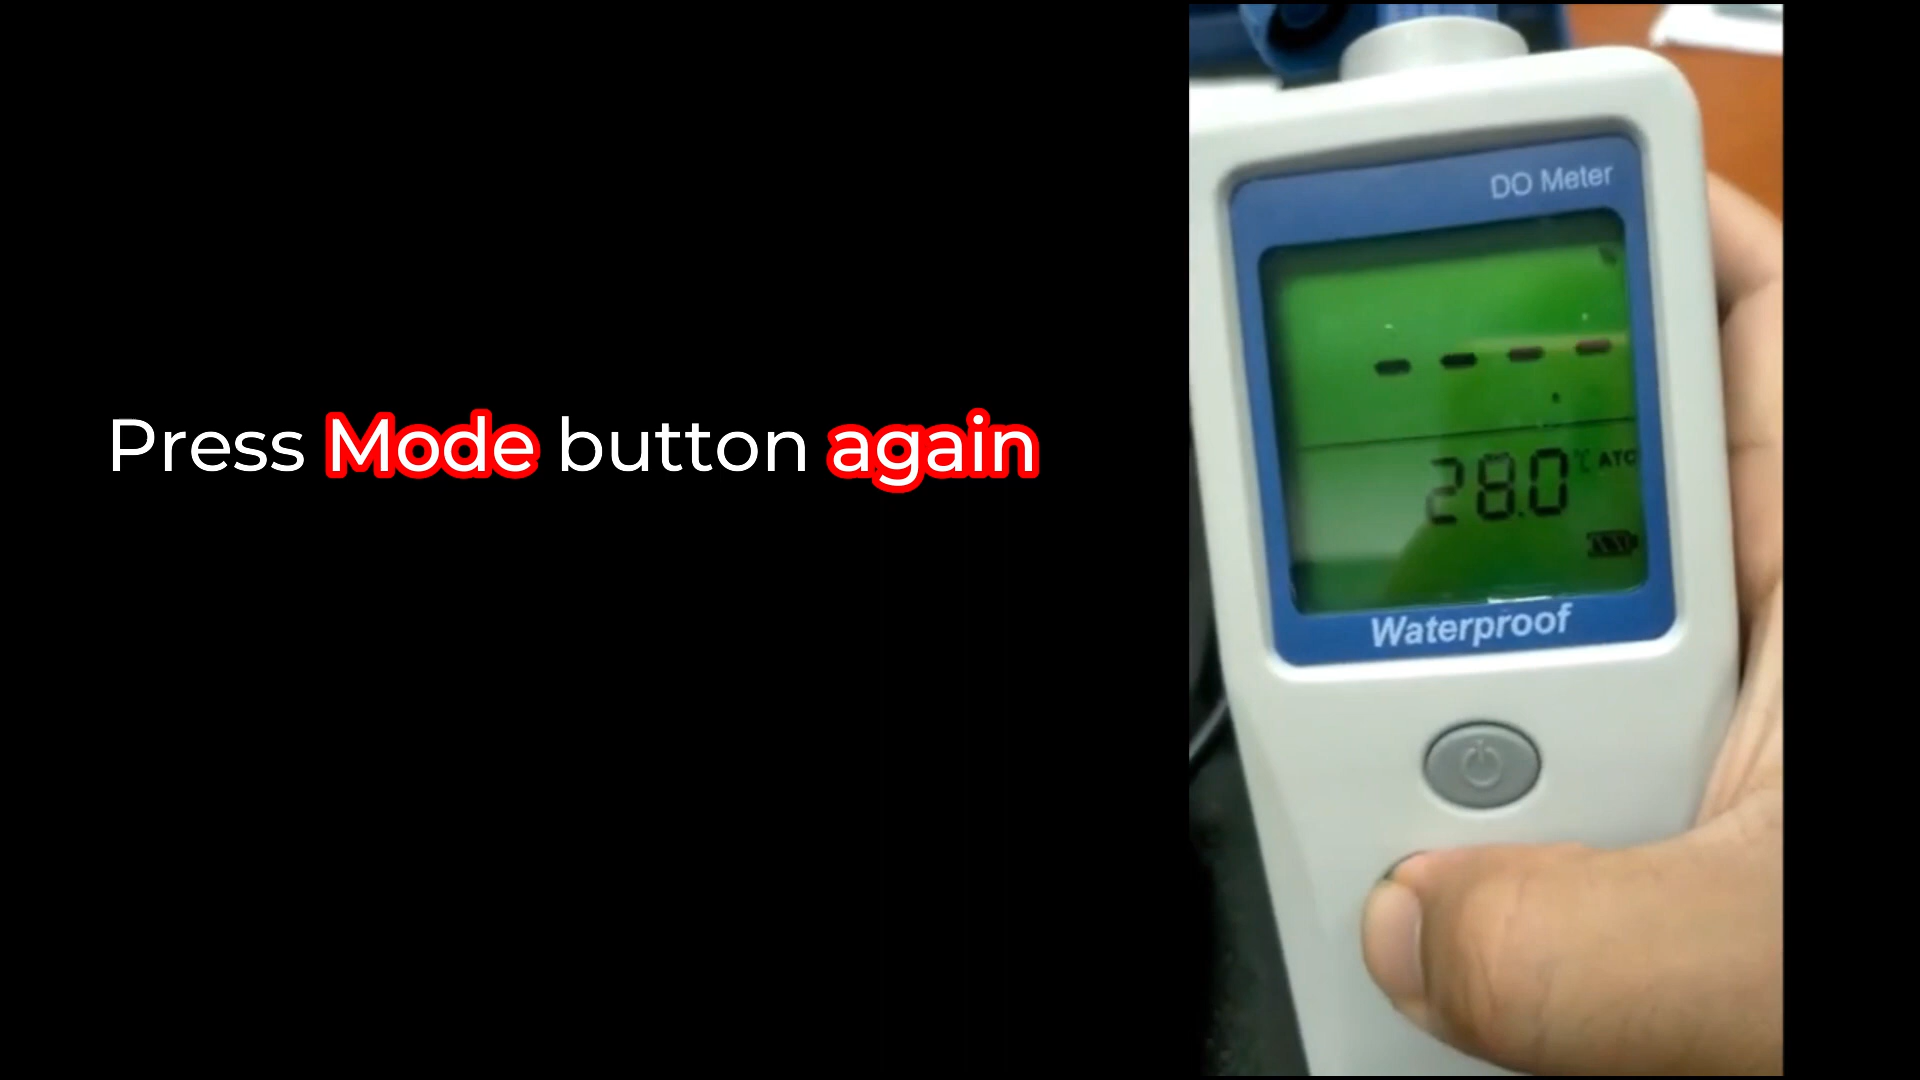 Press Mode button again
DO Meter
- - - -
28.0 °C ATC
Waterproof